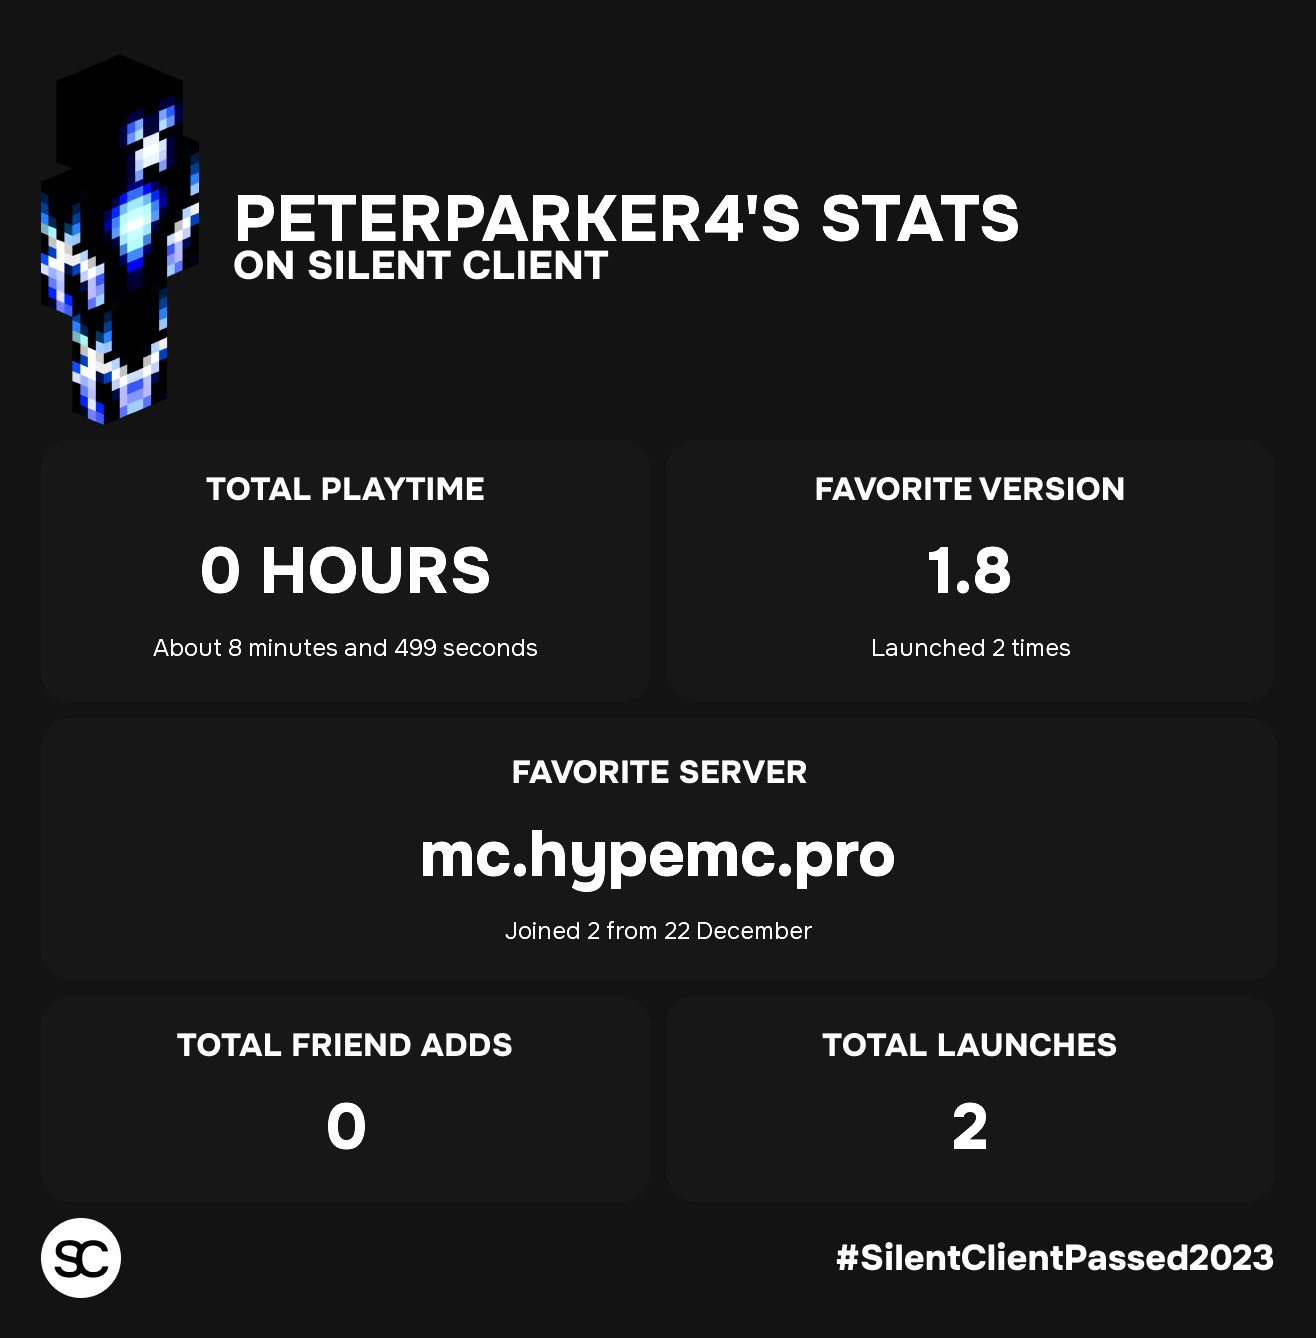 PETERPARKER4'S STATS
ON SILENT CLIENT
TOTAL PLAYTIME
0 HOURS
About 8 minutes and 499 seconds
FAVORITE VERSION
1.8
Launched 2 times
FAVORITE SERVER
mc.hypemc.pro
Joined 2 from 22 December
TOTAL FRIEND ADDS
0
TOTAL LAUNCHES
2
SC
#SilentClientPassed2023